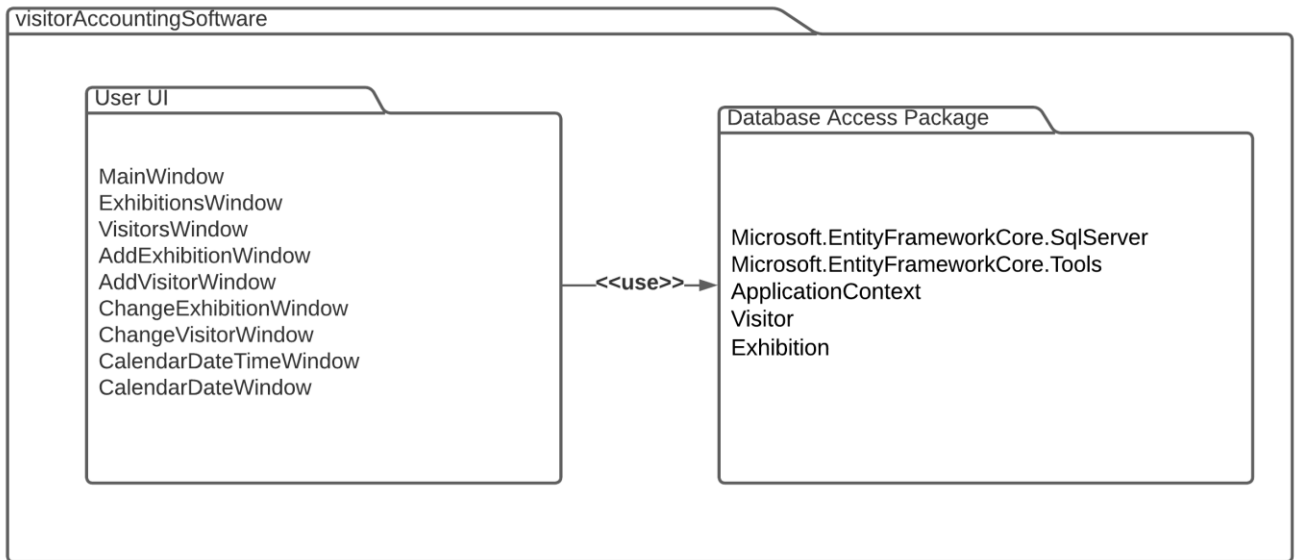 visitorAccountingSoftware
User UI
MainWindow
ExhibitionsWindow
VisitorsWindow
AddExhibitionWindow
AddVisitorWindow
ChangeExhibitionWindow
ChangeVisitorWindow
CalendarDateTimeWindow
CalendarDateWindow
<<use>>
Database Access Package
Microsoft.EntityFrameworkCore.SqlServer
Microsoft.EntityFrameworkCore.Tools
ApplicationContext
Visitor
Exhibition